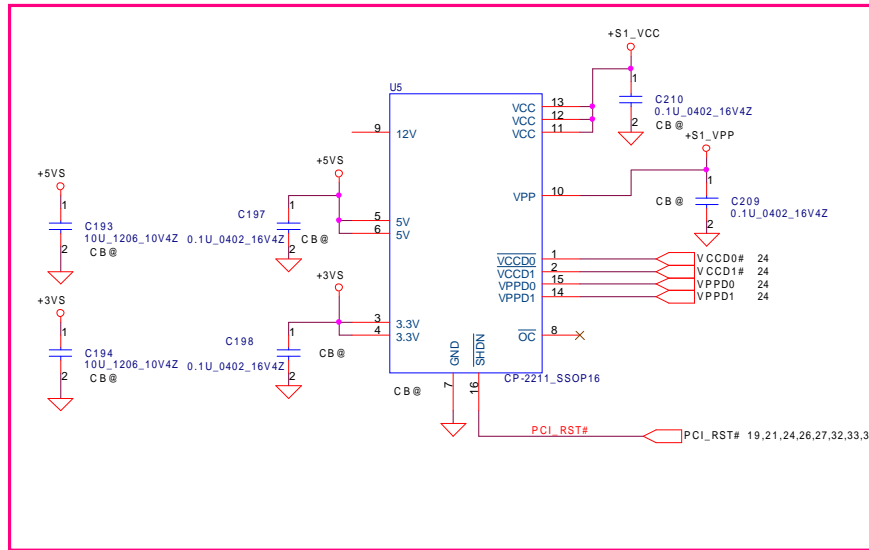 +S1_VCC
U5
1
C210
0.1U_0402_16V4Z
2
CB@
13 VCC
12 VCC
11 VCC
9 12V
+S1_VPP
1
CB@ C209
0.1U_0402_16V4Z
2
VPP 10
+5VS
1
C193
10U_1206_10V4Z
2
CB@
+5VS
1
C197
0.1U_0402_16V4Z
2
CB@
5 5V
6 5V
VCCD0 1 VCCD0# 24
VCCD1 2 VCCD1# 24
VPPD0 15 VPPD0 24
VPPD1 14 VPPD1 24
+3VS
1
C194
10U_1206_10V4Z
2
CB@
+3VS
1
C198
0.1U_0402_16V4Z
2
CB@
3 3.3V
4 3.3V
OC 8
GND
SHDN
7
16
CB@
CP-2211_SSOP16
PCI_RST#
PCI_RST# 19,21,24,26,27,32,33,3